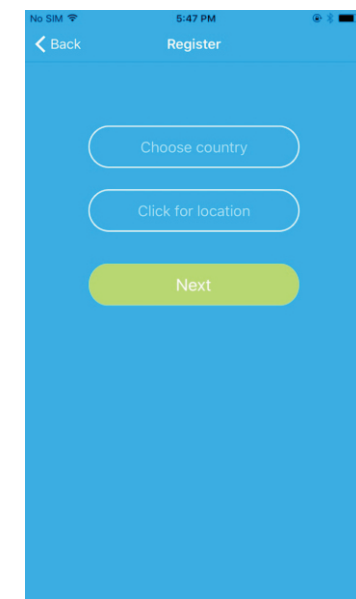 No SIM 5:47 PM
Back Register
Choose country
Click for location
Next